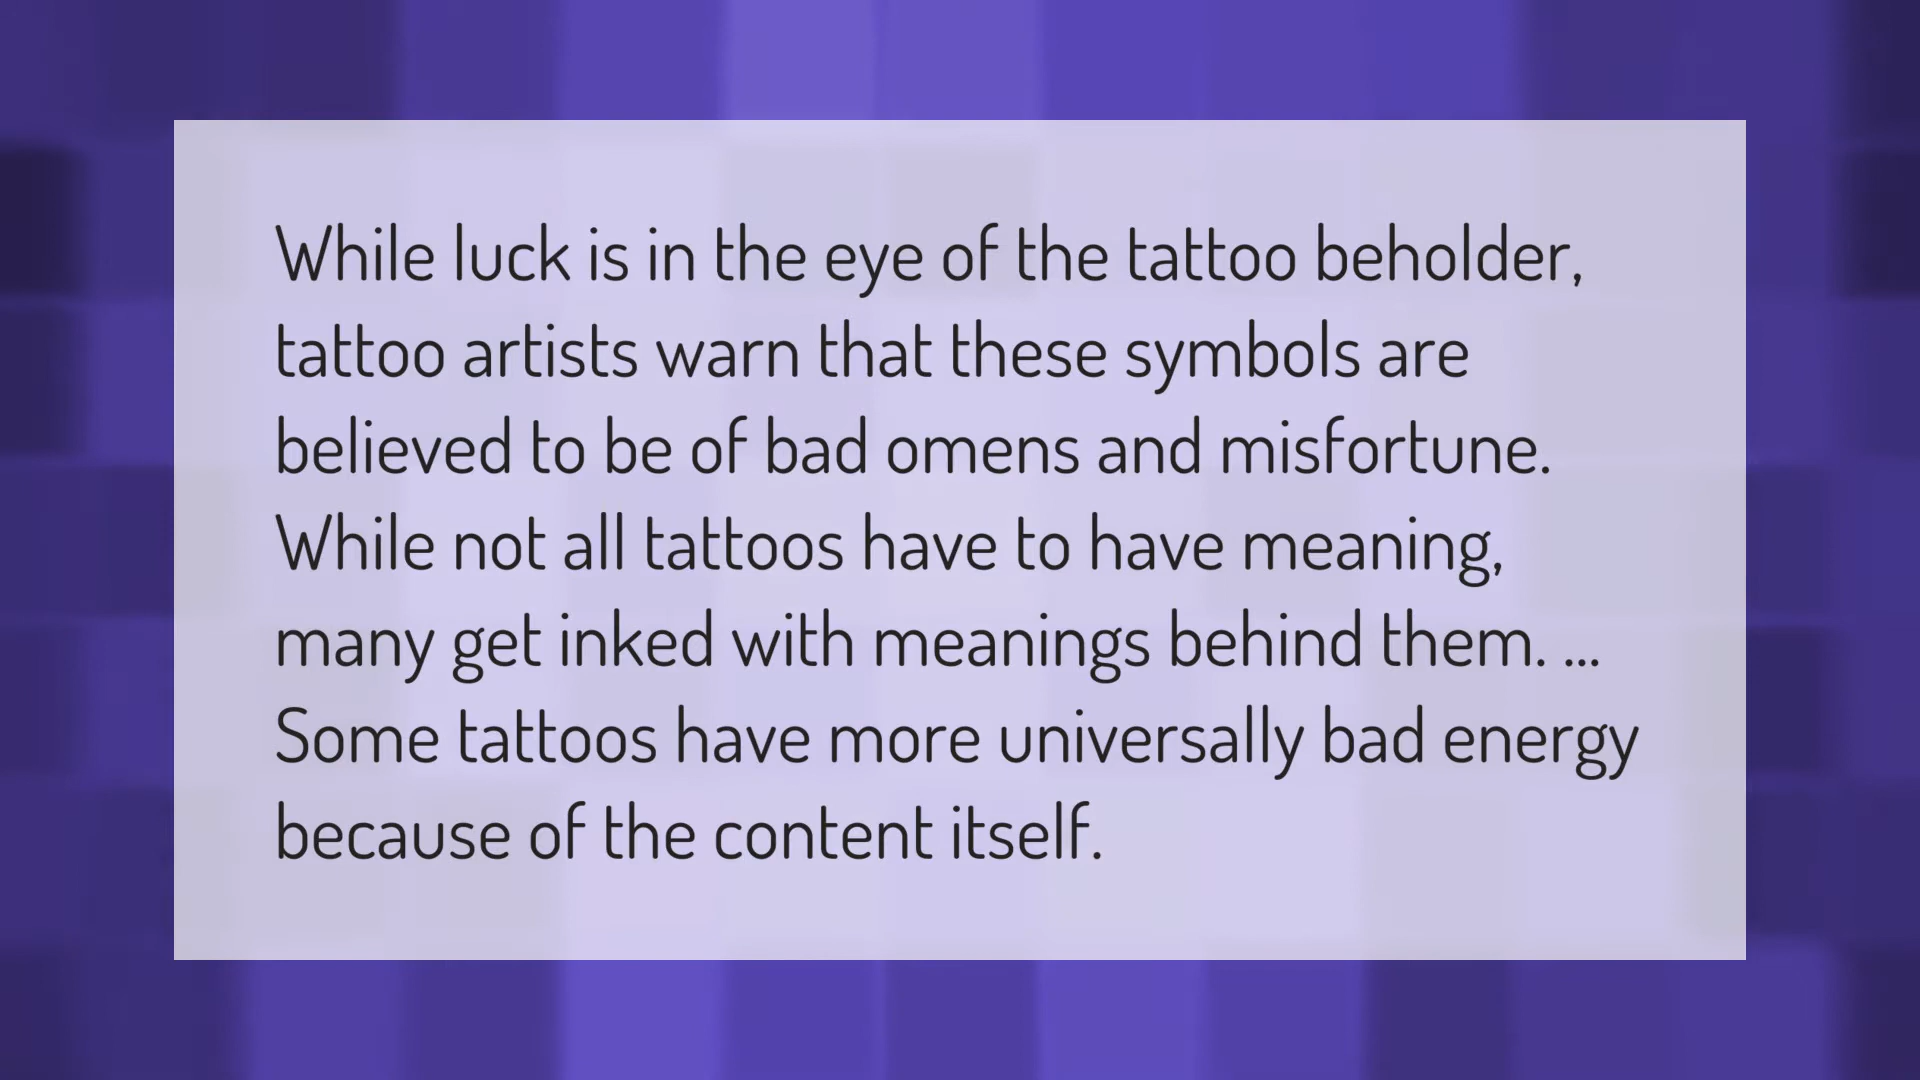 While luck is in the eye of the tattoo beholder,
tattoo artists warn that these symbols are
believed to be of bad omens and misfortune.
While not all tattoos have to have meaning,
many get inked with meanings behind them. ...
Some tattoos have more universally bad energy
because of the content itself.